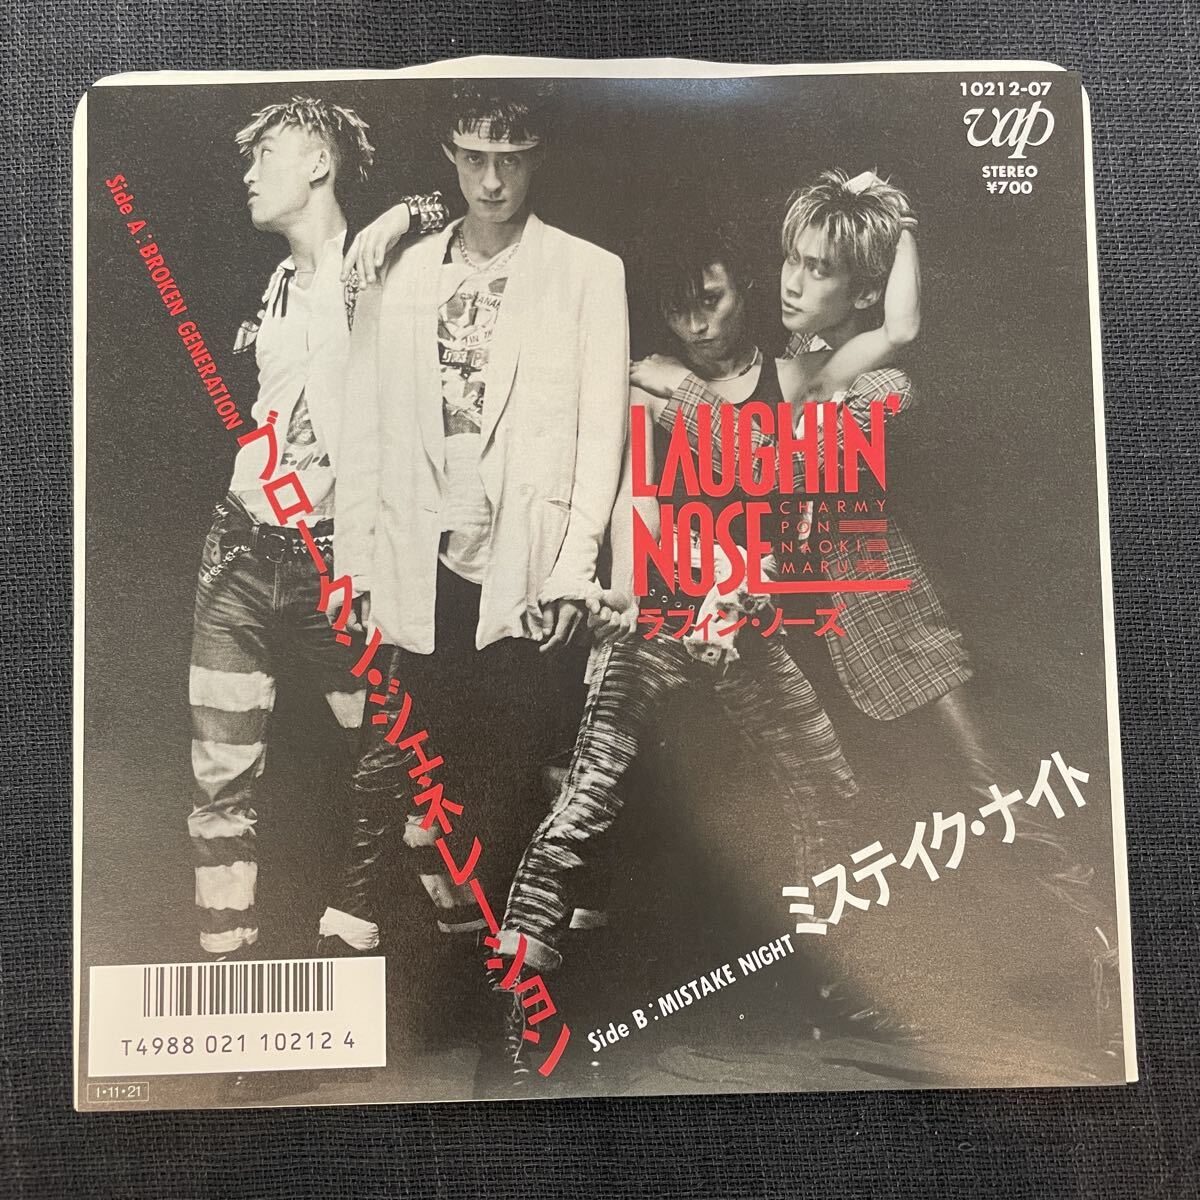 10212-07
vap
STEREO
¥700
Side A : BROKEN GENERATION
ブロークン・ジェネレーション
LAUGHIN'
NOSE
CHARMY
PON
NAOKI
MARU
ラフィン・ノーズ
Side B : MISTAKE NIGHT
ミステイク・ナイト
T4988 021 10212 4
I・11・21